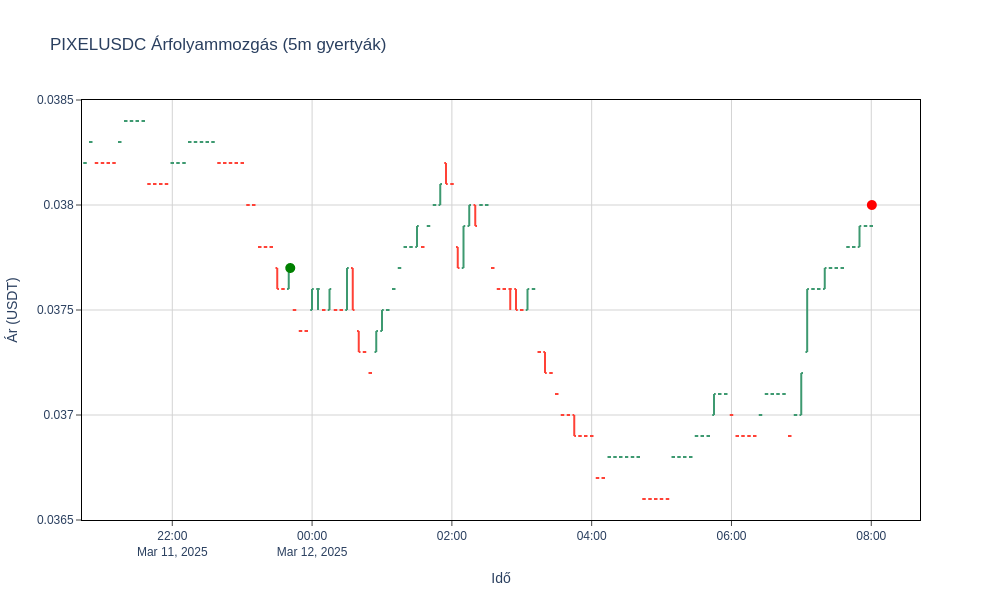 PIXELUSDC Árfolyammozgás (5m gyertyák)
0.0385
0.038
0.0375
0.037
0.0365
Ár (USDT)
22:00
Mar 11, 2025
00:00
Mar 12, 2025
02:00
04:00
06:00
08:00
Idő